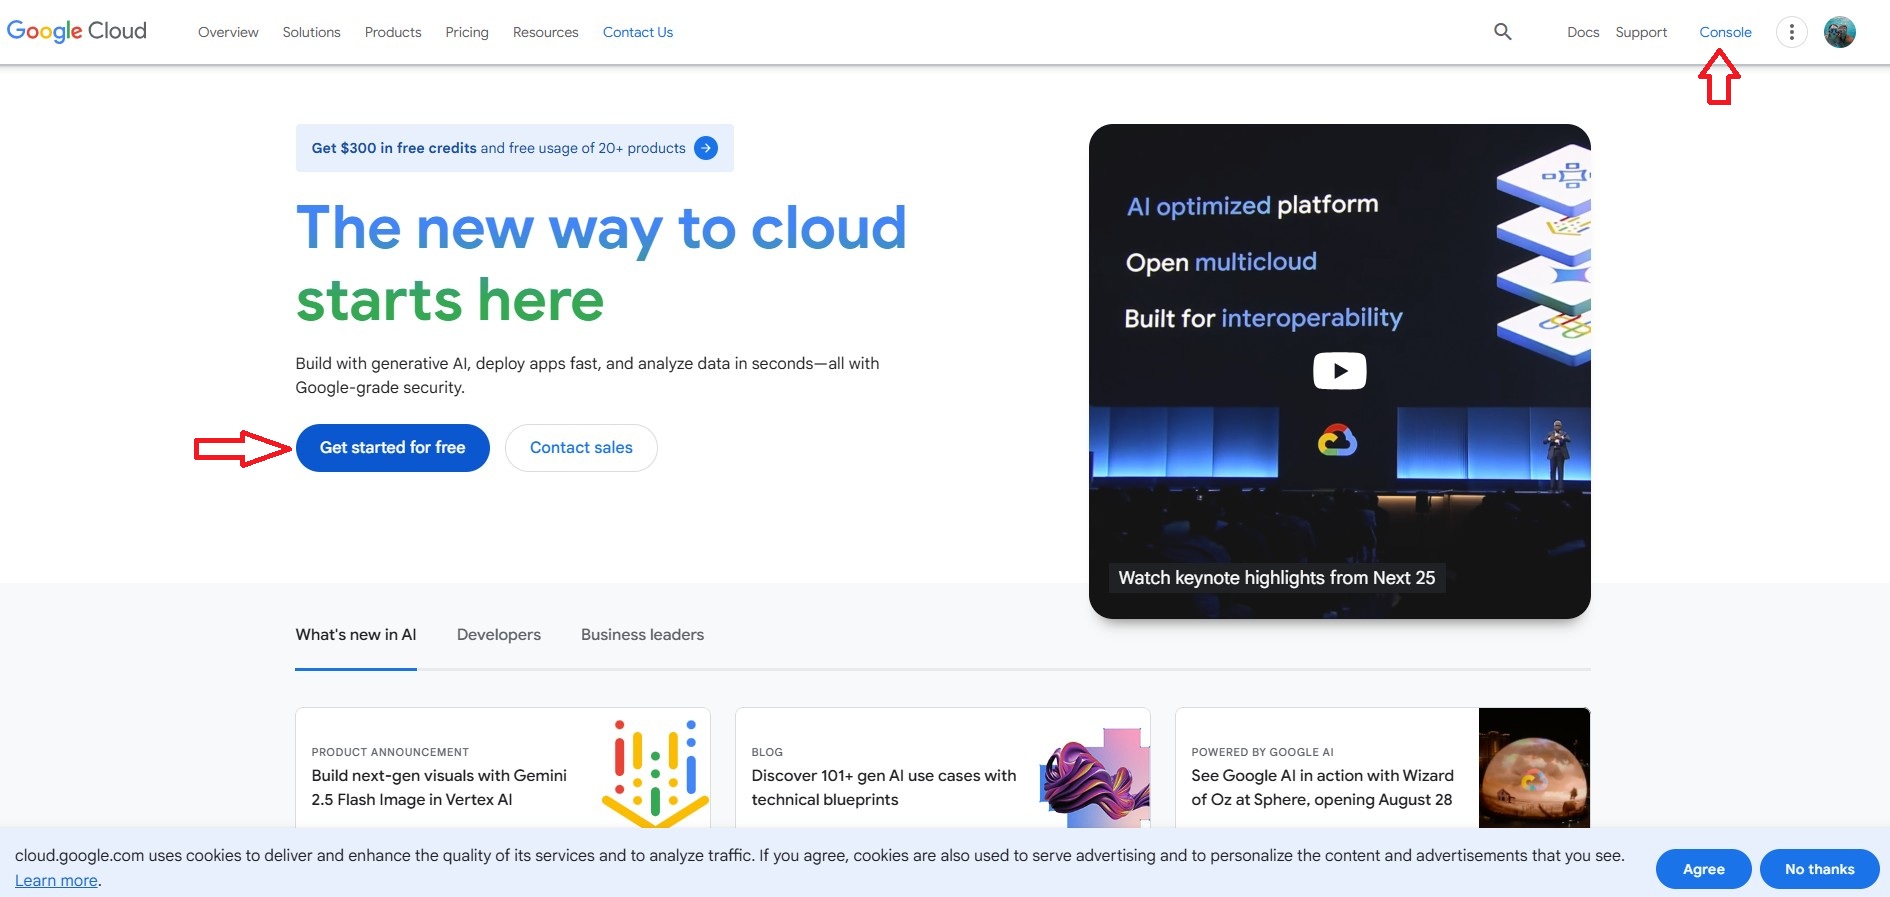 Google Cloud
Overview Solutions Products Pricing Resources Contact Us Docs Support Console
Get $300 in free credits and free usage of 20+ products
The new way to cloud
starts here
Build with generative AI, deploy apps fast, and analyze data in seconds—all with
Google-grade security.
Get started for free Contact sales
AI optimized platform
Open multicloud
Built for interoperability
Watch keynote highlights from Next 25
What's new in AI Developers Business leaders
PRODUCT ANNOUNCEMENT
Build next-gen visuals with Gemini
2.5 Flash Image in Vertex AI
BLOG
Discover 101+ gen AI use cases with
technical blueprints
POWERED BY GOOGLE AI
See Google AI in action with Wizard
of Oz at Sphere, opening August 28
cloud.google.com uses cookies to deliver and enhance the quality of its services and to analyze traffic. If you agree, cookies are also used to serve advertising and to personalize the content and advertisements that you see.
Learn more.
Agree No thanks